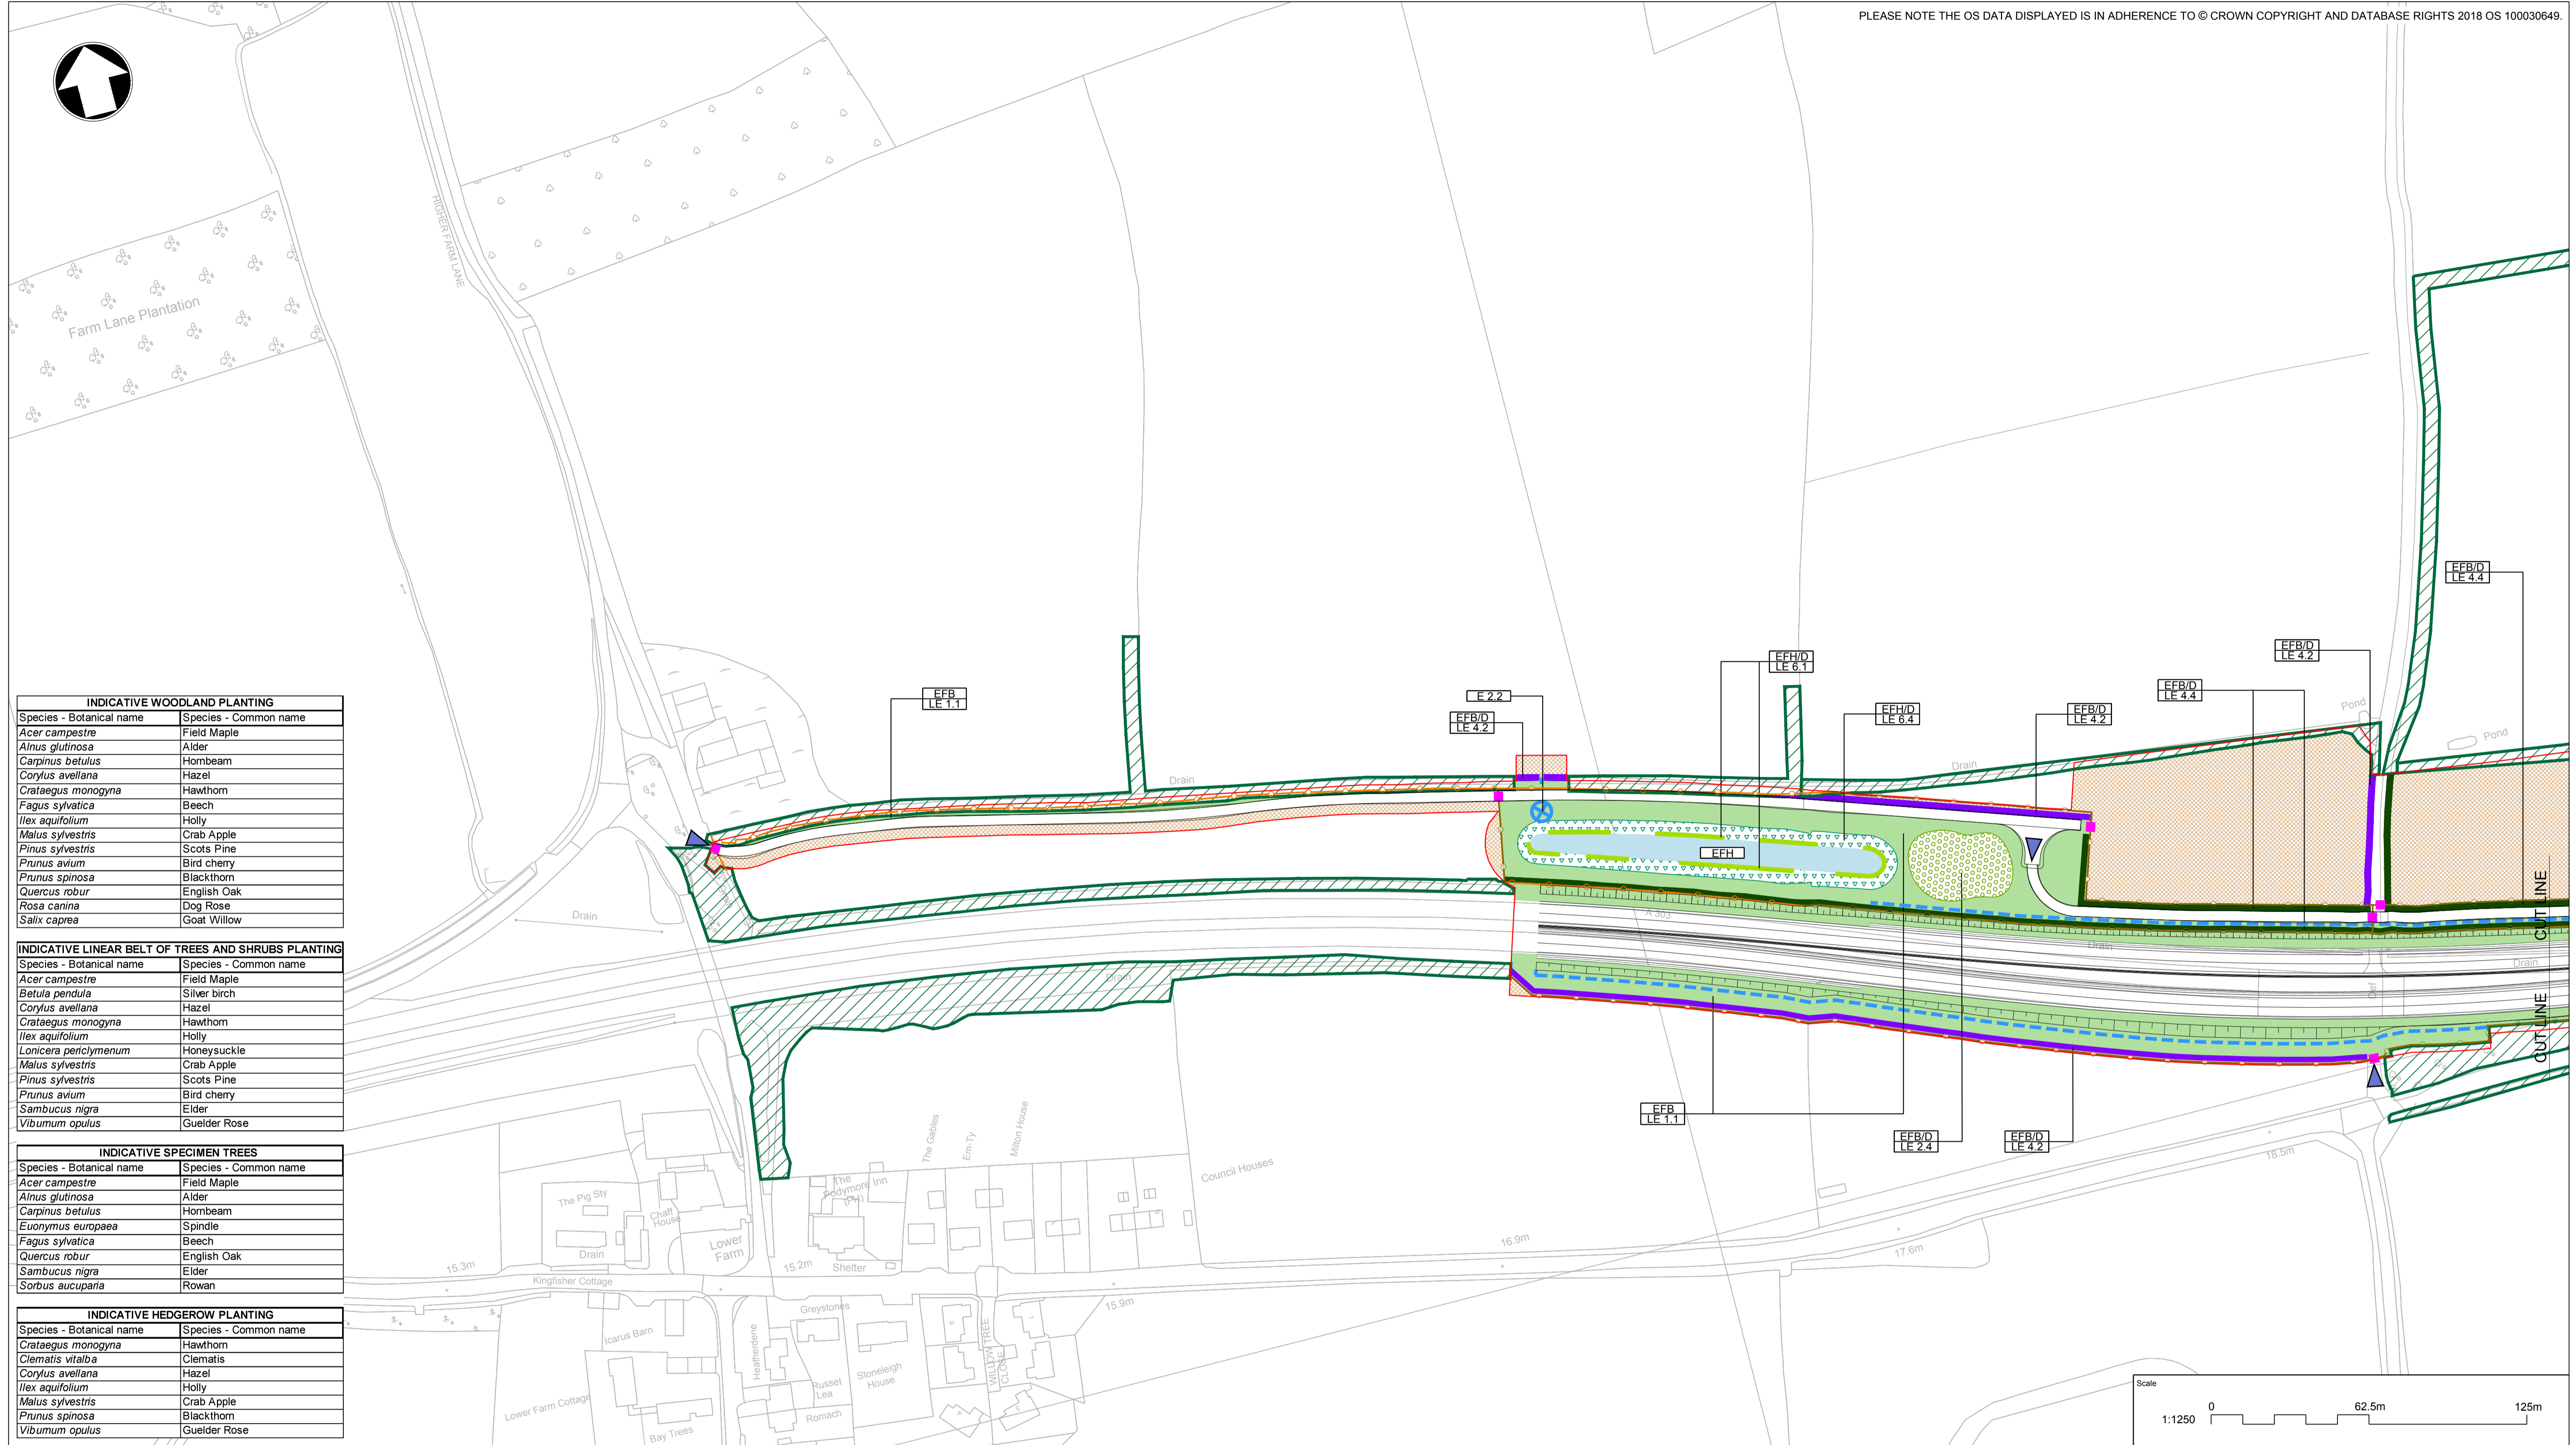 PLEASE NOTE THE OS DATA DISPLAYED IS IN ADHERENCE TO © CROWN COPYRIGHT AND DATABASE RIGHTS 2018 OS 100030649.
HIGHER FARM LANE
Farm Lane Plantation
EFB/D
LE 4.4
EFB/D
LE 4.2
EFH/D
LE 6.1
EFB
LE 1.1
E 2.2
EFB/D
LE 4.2
EFH/D
LE 6.4
EFB/D
LE 4.2
EFB/D
LE 4.4
Pond
Pond
Drain
Drain
EFH
CUT LINE
A 303
Drain
Drain
Drain
Drain
Def
CUT LINE
EFB
LE 1.1
EFB/D
LE 2.4
EFB/D
LE 4.2
INDICATIVE WOODLAND PLANTING
Species - Botanical name Species - Common name
Acer campestre Field Maple
Alnus glutinosa Alder
Carpinus betulus Hornbeam
Corylus avellana Hazel
Crataegus monogyna Hawthorn
Fagus sylvatica Beech
Ilex aquifolium Holly
Malus sylvestris Crab Apple
Pinus sylvestris Scots Pine
Prunus avium Bird cherry
Prunus spinosa Blackthorn
Quercus robur English Oak
Rosa canina Dog Rose
Salix caprea Goat Willow
INDICATIVE LINEAR BELT OF TREES AND SHRUBS PLANTING
Species - Botanical name Species - Common name
Acer campestre Field Maple
Betula pendula Silver birch
Corylus avellana Hazel
Crataegus monogyna Hawthorn
Ilex aquifolium Holly
Lonicera periclymenum Honeysuckle
Malus sylvestris Crab Apple
Pinus sylvestris Scots Pine
Prunus avium Bird cherry
Sambucus nigra Elder
Viburnum opulus Guelder Rose
INDICATIVE SPECIMEN TREES
Species - Botanical name Species - Common name
Acer campestre Field Maple
Alnus glutinosa Alder
Carpinus betulus Hornbeam
Euonymus europaea Spindle
Fagus sylvatica Beech
Quercus robur English Oak
Sambucus nigra Elder
Sorbus aucuparia Rowan
INDICATIVE HEDGEROW PLANTING
Species - Botanical name Species - Common name
Crataegus monogyna Hawthorn
Clematis vitalba Clematis
Corylus avellana Hazel
Ilex aquifolium Holly
Malus sylvestris Crab Apple
Prunus spinosa Blackthorn
Viburnum opulus Guelder Rose
The Gables
Em-Ty
Milton House
Council Houses
The
Podymore Inn
(PH)
The Pig Sty
Chaff
House
Lower
Farm
Drain
15.3m
15.2m
Shelter
Kingfisher Cottage
16.9m
17.6m
18.5m
15.9m
Greystones
Icarus Barn
Heatherdene
Russet
Lea
Stoneleigh
House
WILLOW TREE
CLOSE
Lower Farm Cottage
Romach
Bay Trees
Scale
1:1250
0 62.5m 125m